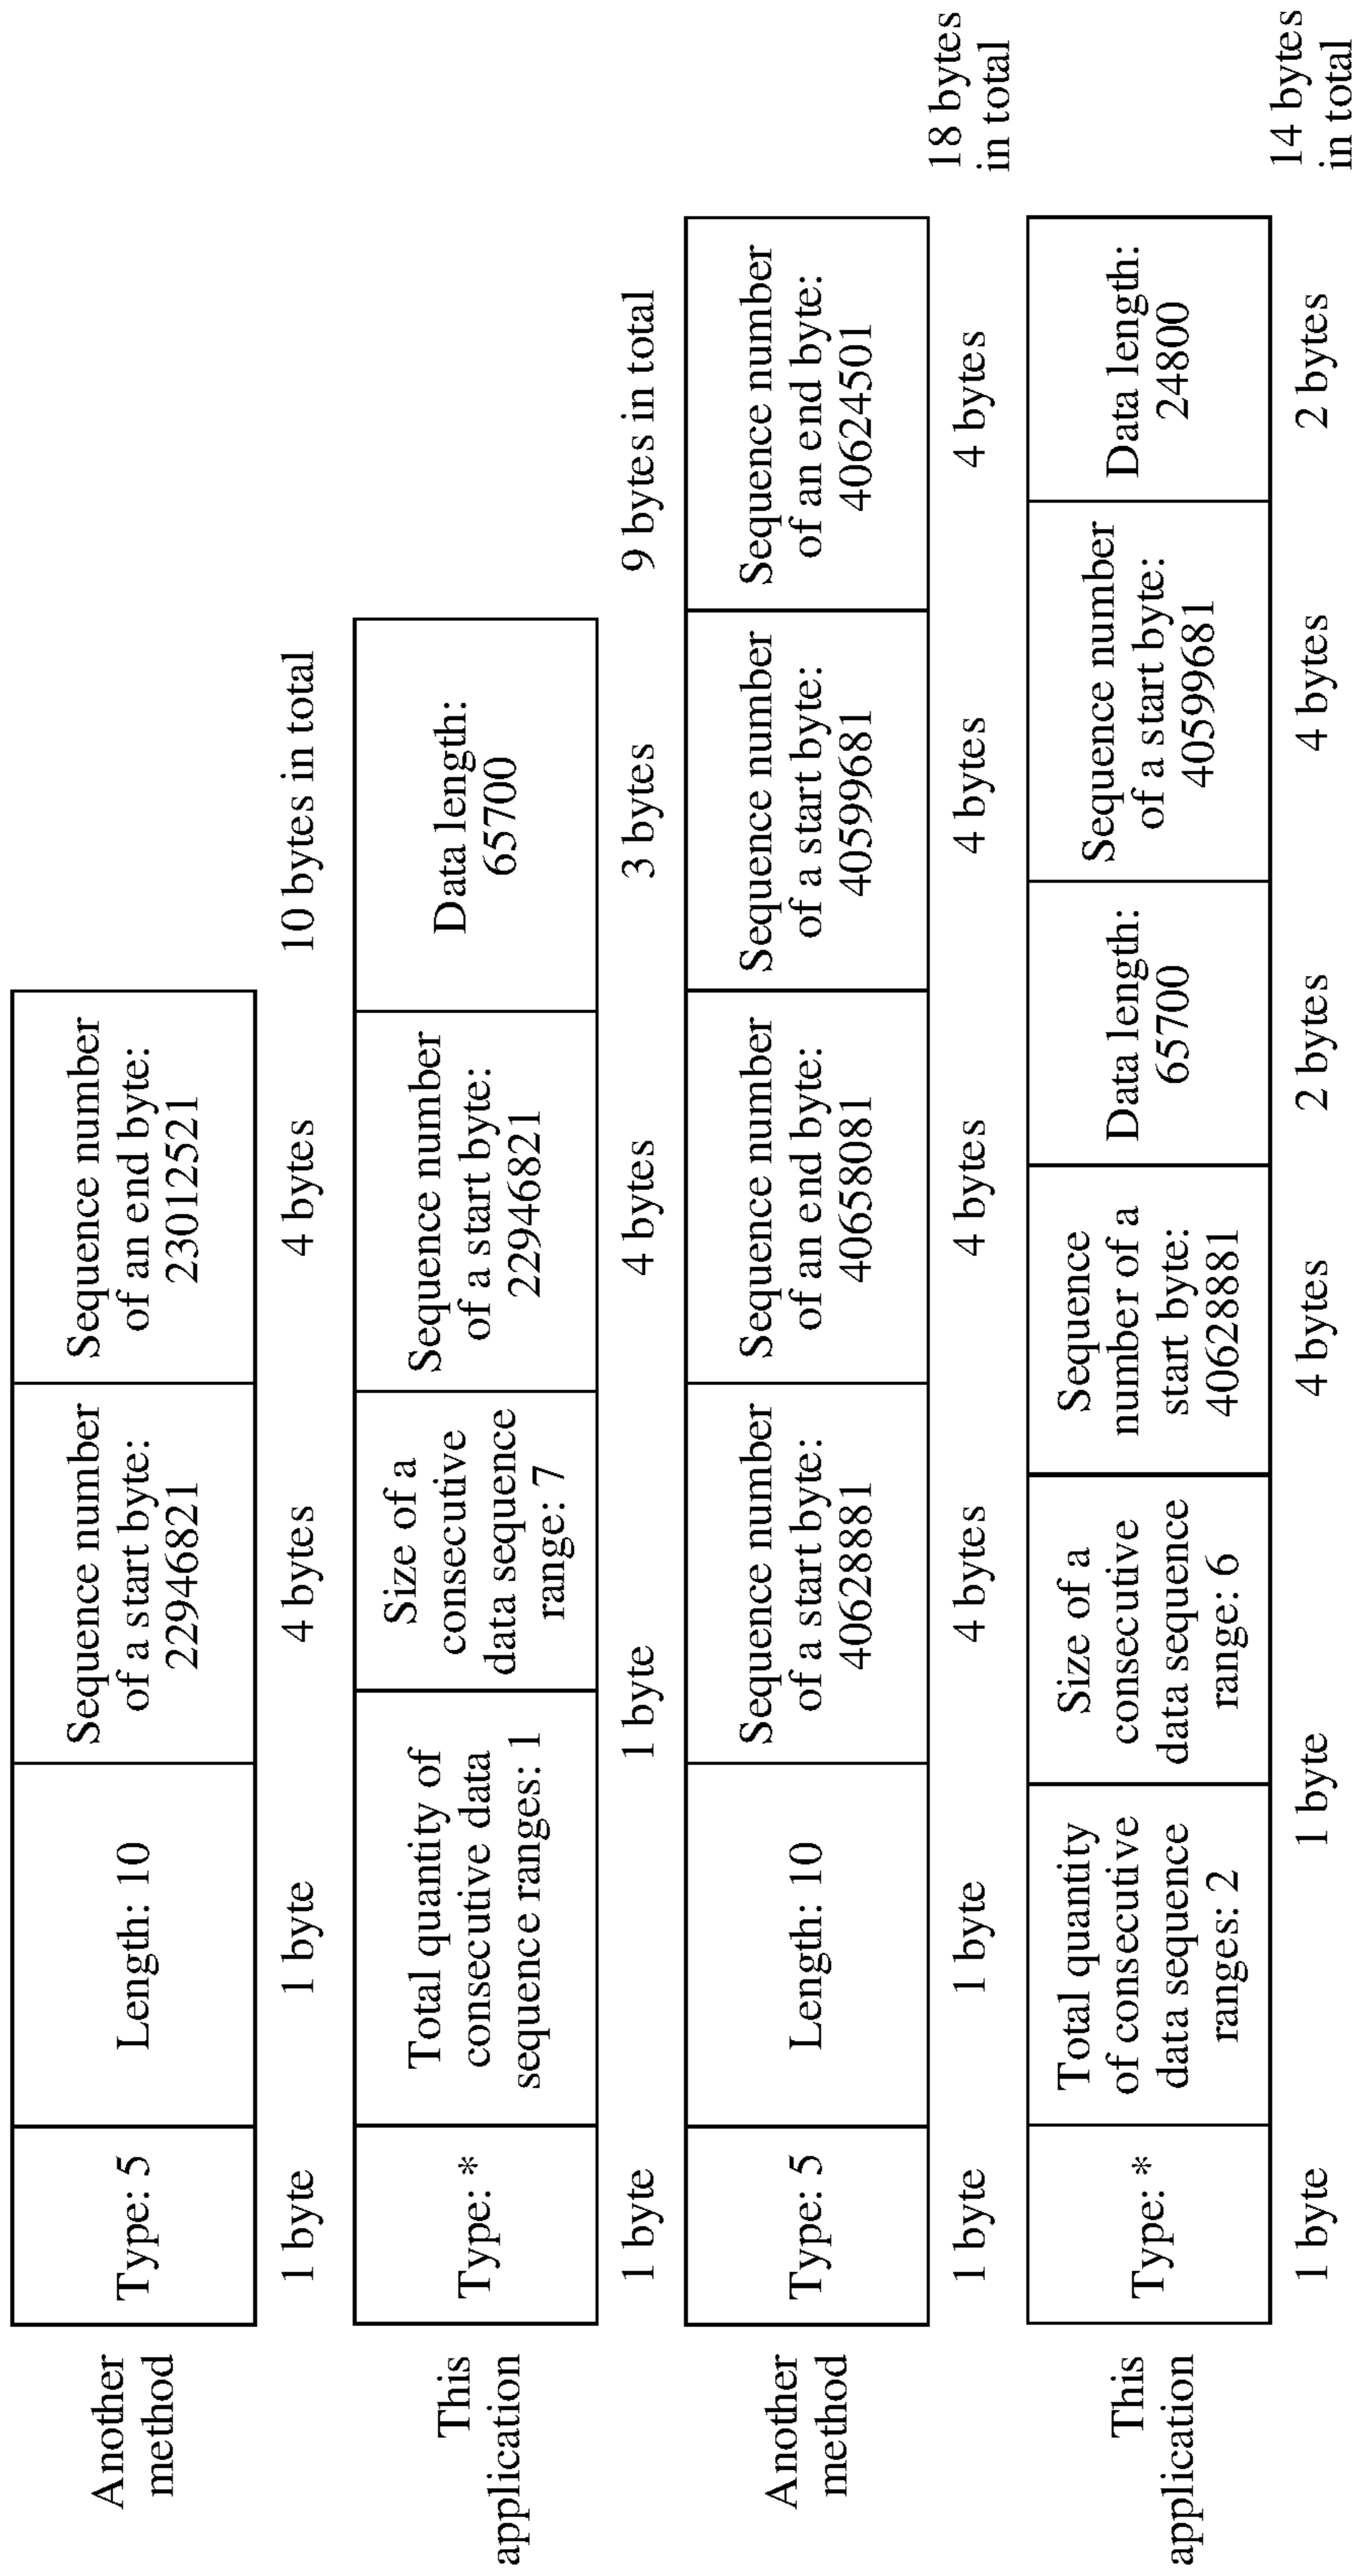 Another
method
Type: 5
Length: 10
Sequence number
of a start byte:
22946821
Sequence number
of an end byte:
23012521
1 byte
1 byte
4 bytes
4 bytes
10 bytes in total
This
application
Type: *
Total quantity of
consecutive data
sequence ranges: 1
Size of a
consecutive
data sequence
range: 7
Sequence number
of a start byte:
22946821
Data length:
65700
1 byte
1 byte
4 bytes
3 bytes
9 bytes in total
Another
method
Type: 5
Length: 10
Sequence number
of a start byte:
40628881
Sequence number
of an end byte:
40658081
Sequence number
of a start byte:
40599681
Sequence number
of an end byte:
40624501
1 byte
1 byte
4 bytes
4 bytes
4 bytes
4 bytes
18 bytes
in total
This
application
Type: *
Total quantity
of consecutive
data sequence
ranges: 2
Size of a
consecutive
data sequence
range: 6
Sequence
number of a
start byte:
40628881
Data length:
65700
Sequence number
of a start byte:
40599681
Data length:
24800
1 byte
1 byte
4 bytes
2 bytes
4 bytes
2 bytes
14 bytes
in total